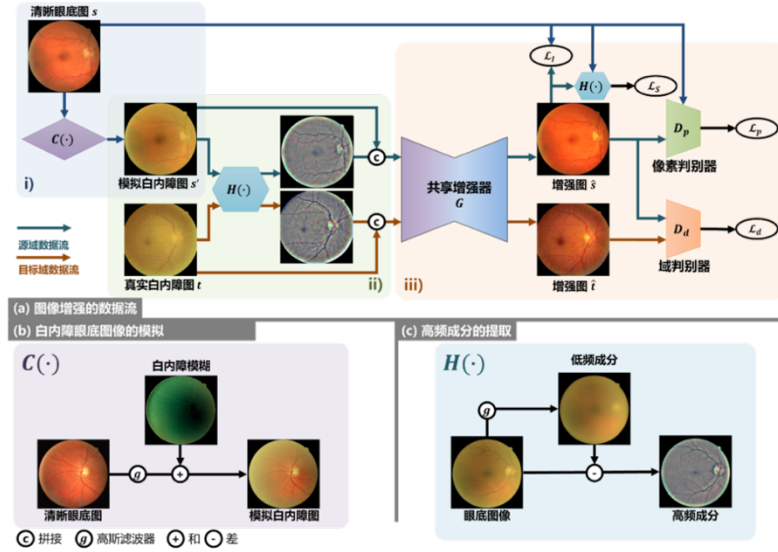 清晰眼底图 s
C(·)
i)
模拟白内障图 s'
H(·)
真实白内障图 t
ii)
源域数据流
目标域数据流
c
c
共享增强器
G
iii)
ℒ_I
H(·)
ℒ_S
增强图 ŝ
增强图 t̂
D_p
像素判别器
ℒ_p
D_d
域判别器
ℒ_d
(a) 图像增强的数据流
(b) 白内障眼底图像的模拟
C(·)
白内障模糊
清晰眼底图
g
+
模拟白内障图
c 拼接 g 高斯滤波器 + 和 - 差
(c) 高频成分的提取
H(·)
低频成分
g
-
眼底图像
高频成分